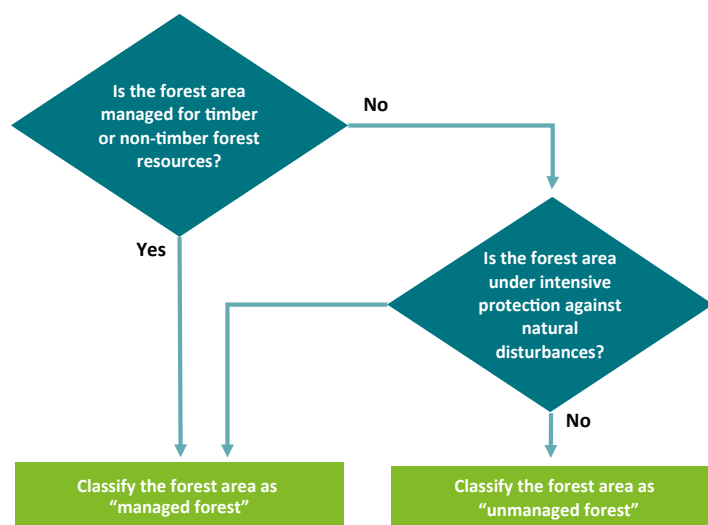 Is the forest area
managed for timber
or non-timber forest
resources?
No
Yes
Is the forest area
under intensive
protection against
natural
disturbances?
No
Classify the forest area as
“managed forest”
Classify the forest area as
“unmanaged forest”